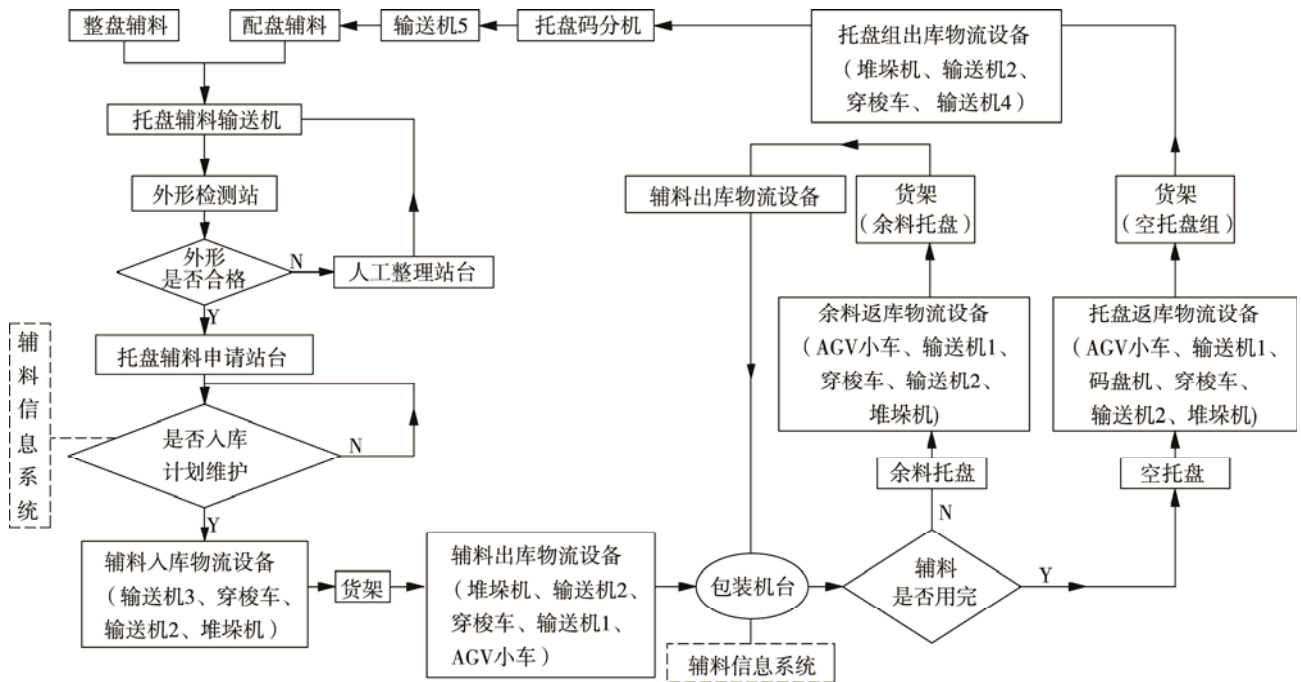 整盘辅料
配盘辅料
输送机5
托盘码分机
托盘组出库物流设备
（堆垛机、输送机2、
穿梭车、输送机4）
托盘辅料输送机
外形检测站
外形
是否合格
N
人工整理站台
Y
托盘辅料申请站台
辅料信息系统
是否入库
计划维护
N
Y
辅料入库物流设备
（输送机3、穿梭车、
输送机2、堆垛机）
货架
辅料出库物流设备
（堆垛机、输送机2、
穿梭车、输送机1、
AGV小车）
包装机台
辅料信息系统
辅料
是否用完
N
Y
余料托盘
空托盘
余料返库物流设备
（AGV小车、输送机1、
穿梭车、输送机2、
堆垛机)
托盘返库物流设备
（AGV小车、输送机1、
码盘机、穿梭车、
输送机2、堆垛机)
货架
（余料托盘）
货架
（空托盘组）
辅料出库物流设备